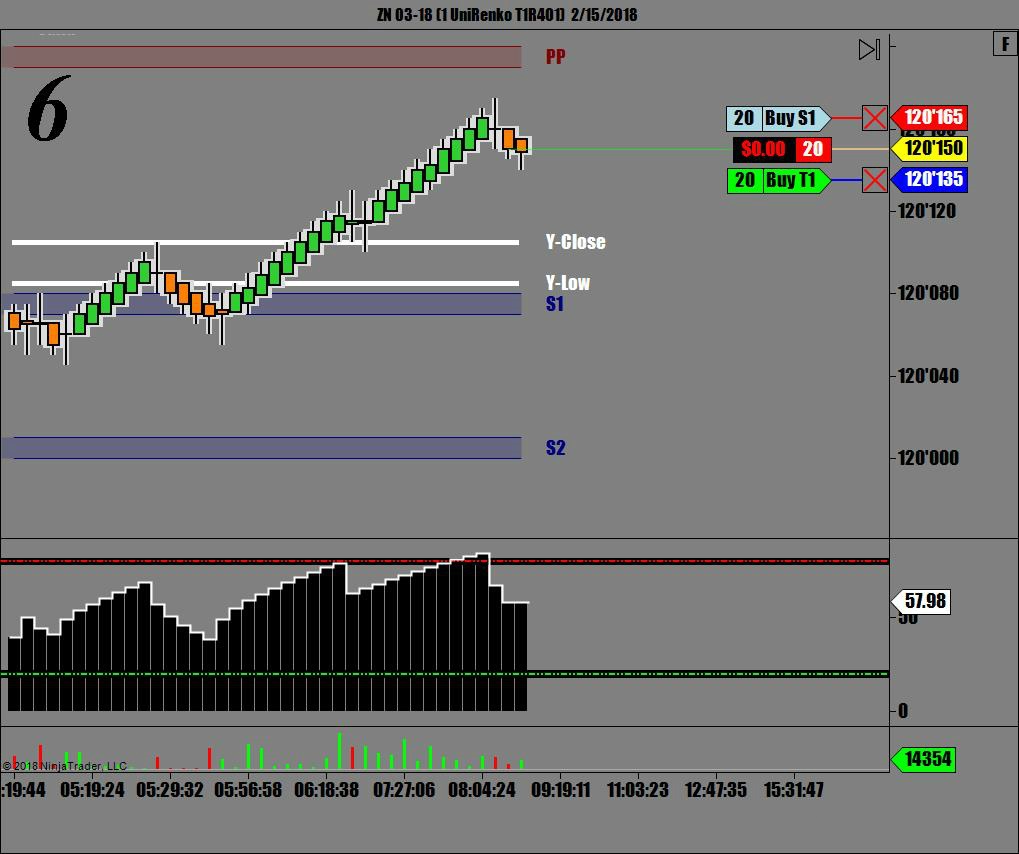 ZN 03-18 (1 UniRenko T1R401) 2/15/2018
F
PP
6
20 Buy S1 120'165
$0.00 20 120'150
20 Buy T1 120'135
120'120
Y-Close
Y-Low
120'080
S1
120'040
S2
120'000
57.98
50
0
14354
© 2018 NinjaTrader, LLC
:19:44 05:19:24 05:29:32 05:56:58 06:18:38 07:27:06 08:04:24 09:19:11 11:03:23 12:47:35 15:31:47